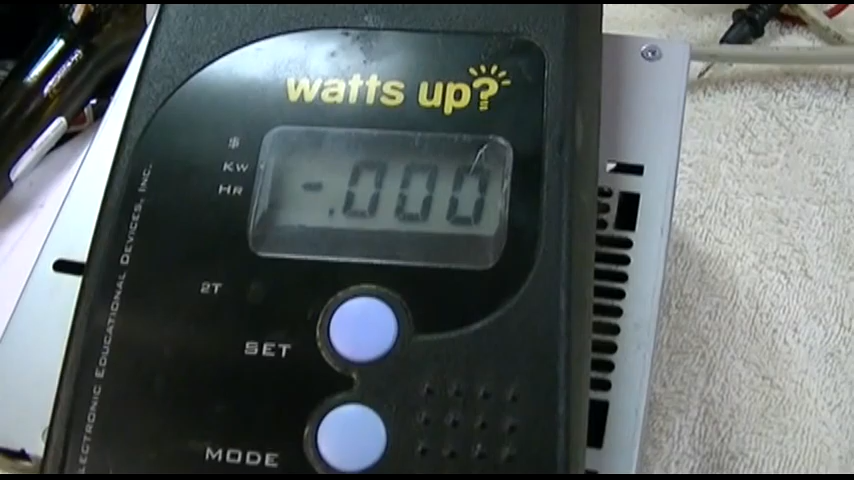 watts up?
$
KW
HR
-.000
2T
SET
MODE
ELECTRONIC EDUCATIONAL DEVICES, INC.